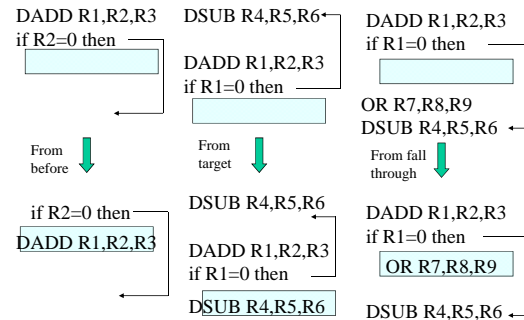 DADD R1,R2,R3
if R2=0 then
From
before
if R2=0 then
DADD R1,R2,R3
DSUB R4,R5,R6
DADD R1,R2,R3
if R1=0 then
From
target
DSUB R4,R5,R6
DADD R1,R2,R3
if R1=0 then
DSUB R4,R5,R6
DADD R1,R2,R3
if R1=0 then
OR R7,R8,R9
DSUB R4,R5,R6
From fall
through
DADD R1,R2,R3
if R1=0 then
OR R7,R8,R9
DSUB R4,R5,R6